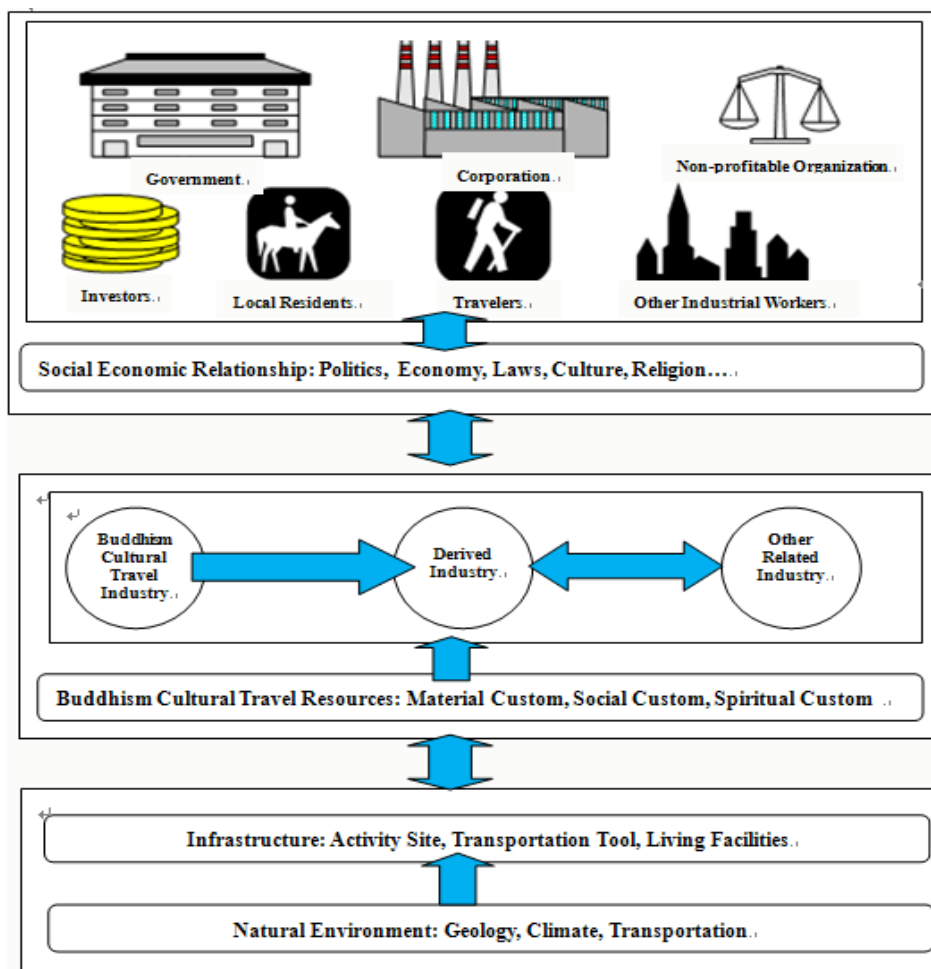 Government
Corporation
Non-profitable Organization
Investors
Local Residents
Travelers
Other Industrial Workers
Social Economic Relationship: Politics, Economy, Laws, Culture, Religion…
Buddhism
Cultural
Travel
Industry
Derived
Industry
Other
Related
Industry
Buddhism Cultural Travel Resources: Material Custom, Social Custom, Spiritual Custom
Infrastructure: Activity Site, Transportation Tool, Living Facilities
Natural Environment: Geology, Climate, Transportation